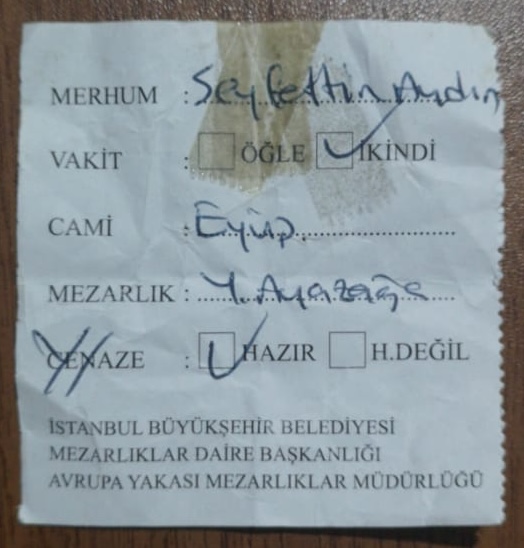 MERHUM : Seyfettin Aydın
VAKİT : ÖĞLE İKİNDİ
CAMİ : Eyüp.
MEZARLIK : Y. Ayazağa
CENAZE : HAZIR H.DEĞİL
İSTANBUL BÜYÜKŞEHİR BELEDİYESİ
MEZARLIKLAR DAİRE BAŞKANLIĞI
AVRUPA YAKASI MEZARLIKLAR MÜDÜRLÜĞÜ